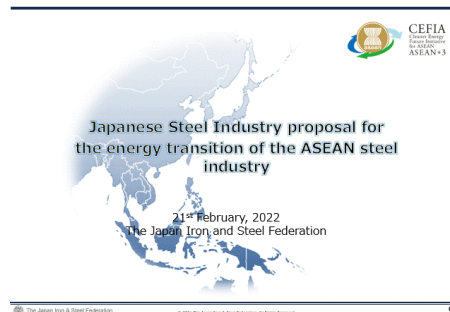 CEFIA
Cleaner Energy
Future Initiative
for ASEAN
ASEAN+3
Japanese Steel Industry proposal for
the energy transition of the ASEAN steel
industry
21st February, 2022
The Japan Iron and Steel Federation
The Japan Iron & Steel Federation